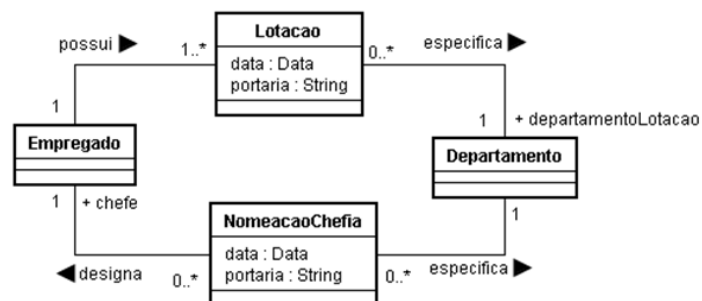 possui ▶
Lotacao
1..*
0..*
especifica ▶
data : Data
portaria : String
1
1
+ departamentoLotacao
Empregado
Departamento
1
+ chefe
NomeacaoChefia
1
data : Data
portaria : String
◀ designa
0..*
0..*
especifica ▶